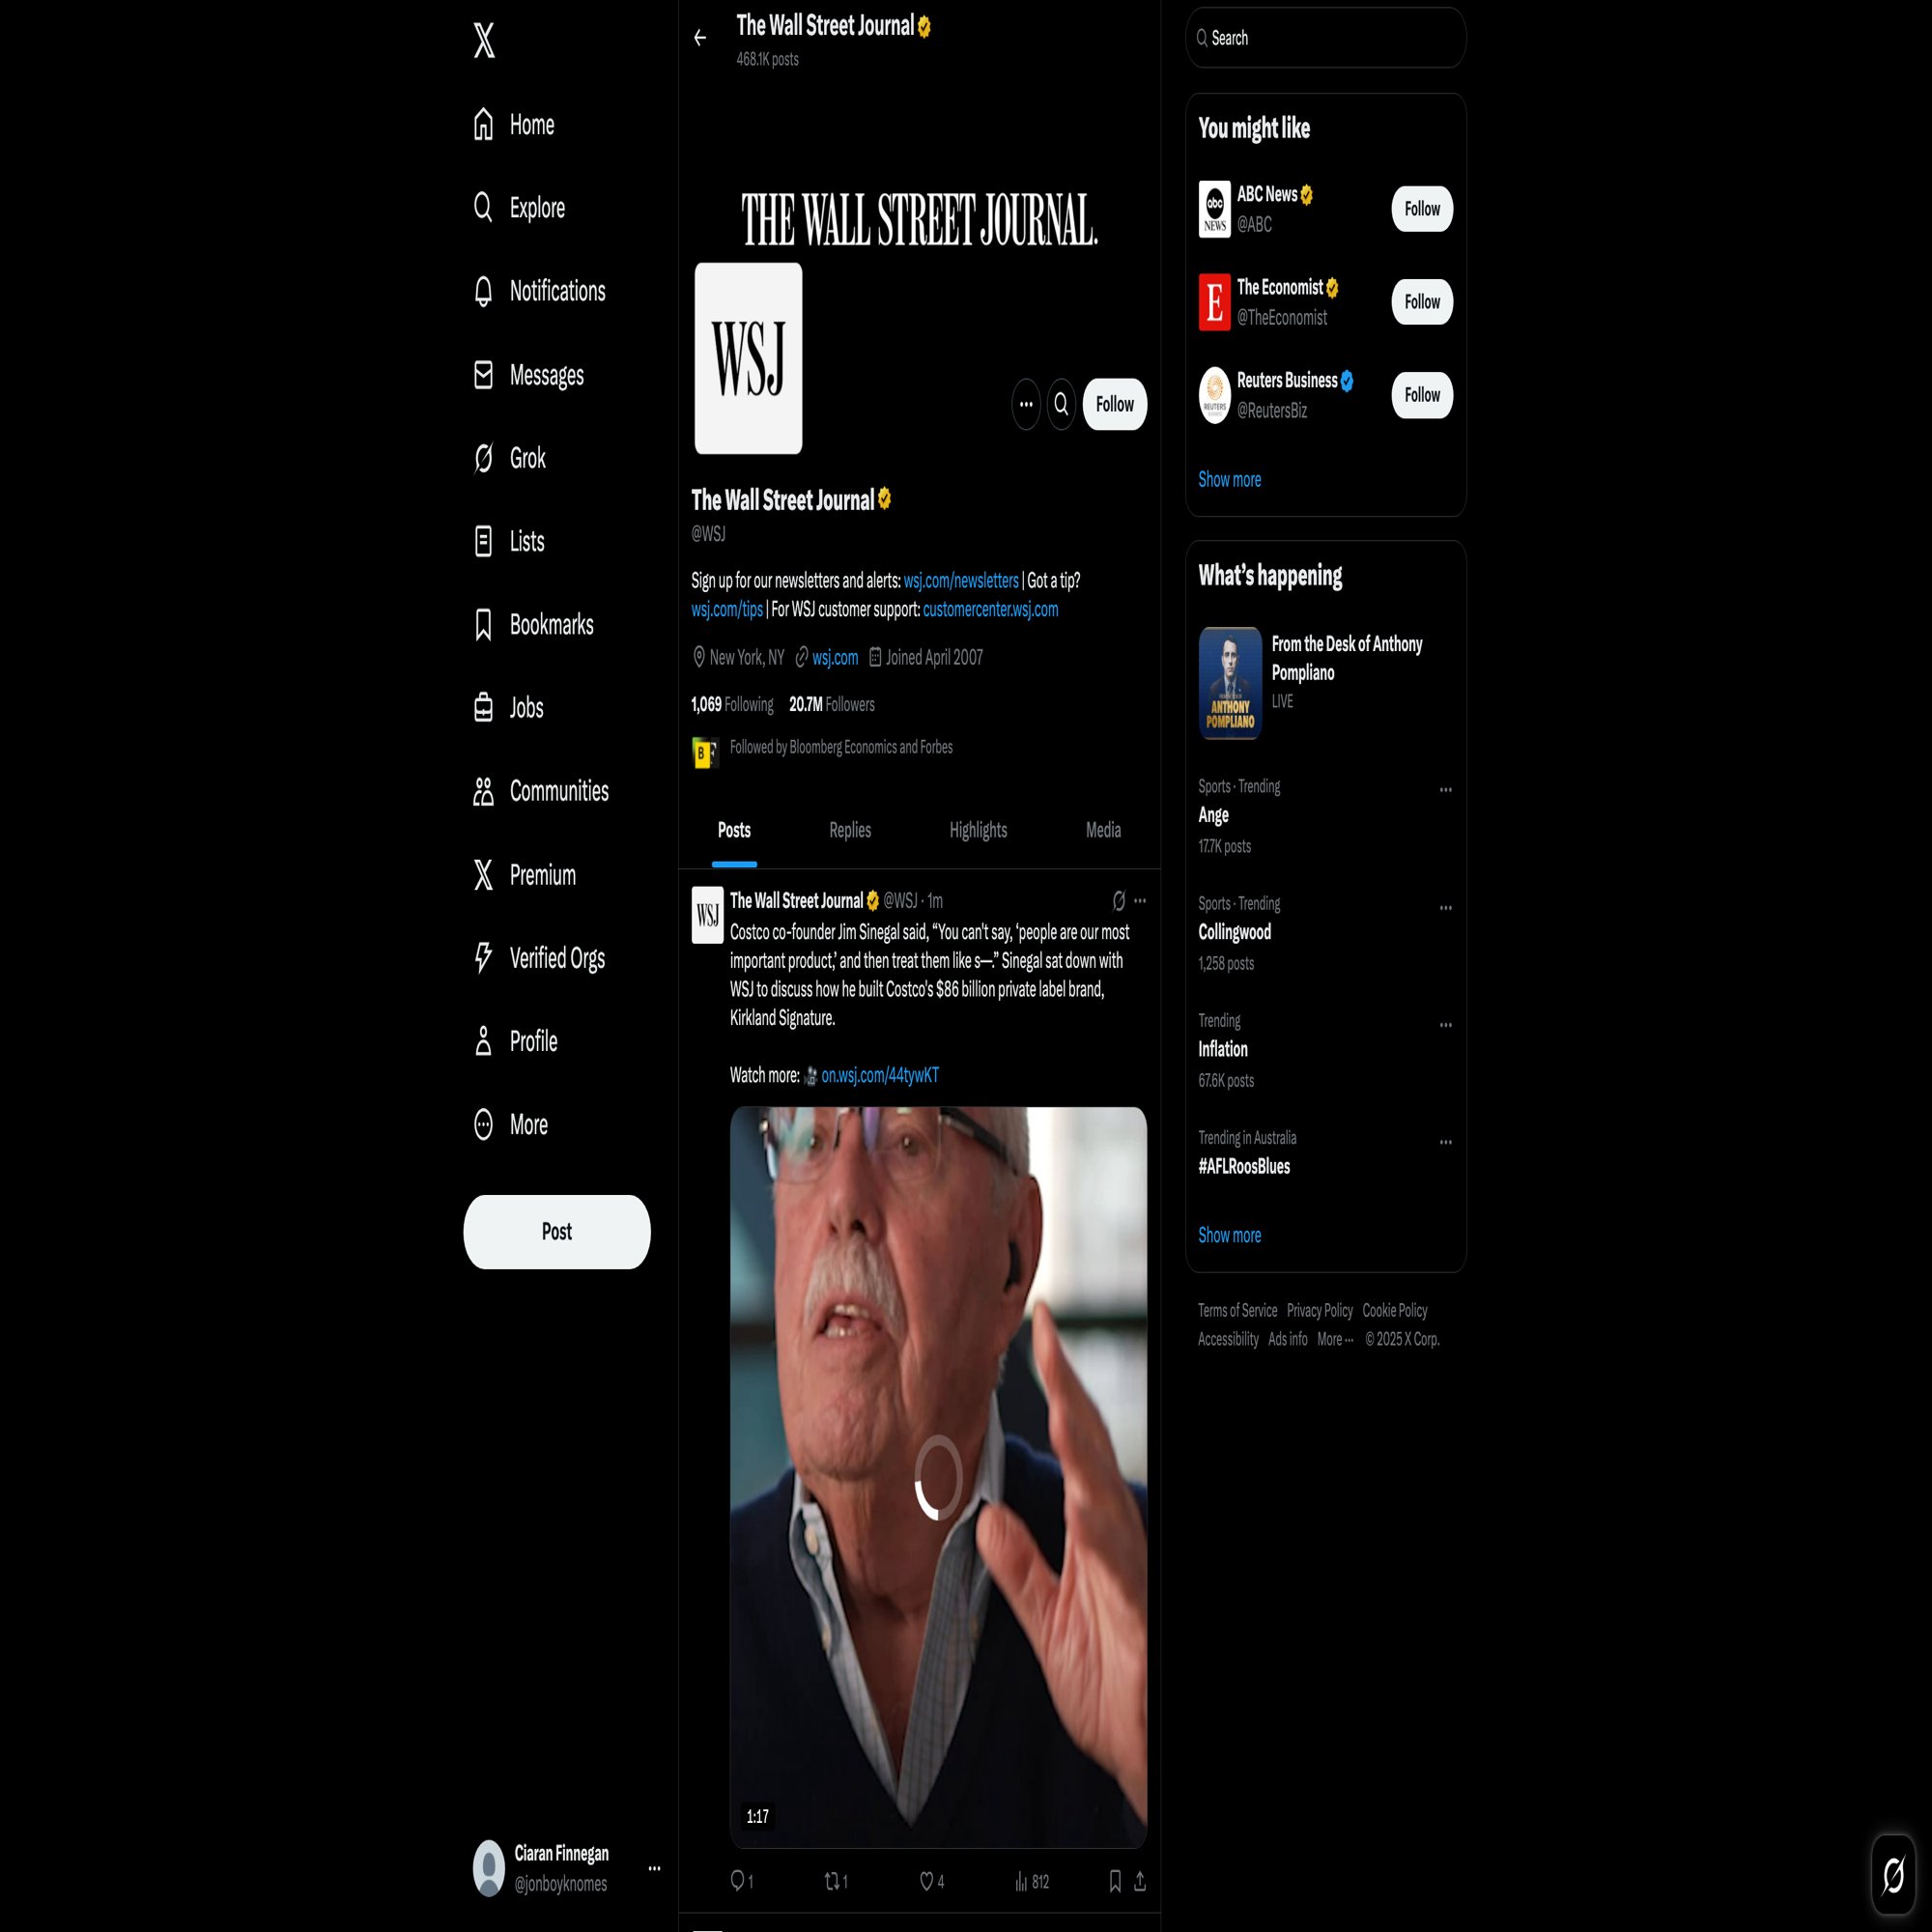 Home
Explore
Notifications
Messages
Grok
Lists
Bookmarks
Jobs
Communities
Premium
Verified Orgs
Profile
More
Post
Ciaran Finnegan
@jonboyknomes
The Wall Street Journal
468.1K posts
THE WALL STREET JOURNAL.
WSJ
Follow
The Wall Street Journal
@WSJ
Sign up for our newsletters and alerts: wsj.com/newsletters | Got a tip?
wsj.com/tips | For WSJ customer support: customercenter.wsj.com
New York, NY wsj.com Joined April 2007
1,069 Following 20.7M Followers
B F Followed by Bloomberg Economics and Forbes
Posts Replies Highlights Media
WSJ
The Wall Street Journal @WSJ · 1m
Costco co-founder Jim Sinegal said, “You can't say, ‘people are our most
important product,’ and then treat them like s—.” Sinegal sat down with
WSJ to discuss how he built Costco's $86 billion private label brand,
Kirkland Signature.
Watch more: on.wsj.com/44tywKT
1:17
1 1 4 812
Search
You might like
abc NEWS
ABC News
@ABC
Follow
E
The Economist
@TheEconomist
Follow
REUTERS
Reuters Business
@ReutersBiz
Follow
Show more
What’s happening
ANTHONY
POMPLIANO
From the Desk of Anthony
Pompliano
LIVE
Sports · Trending
Ange
17.7K posts
Sports · Trending
Collingwood
1,258 posts
Trending
Inflation
67.6K posts
Trending in Australia
#AFLRoosBlues
Show more
Terms of Service Privacy Policy Cookie Policy
Accessibility Ads info More ··· © 2025 X Corp.